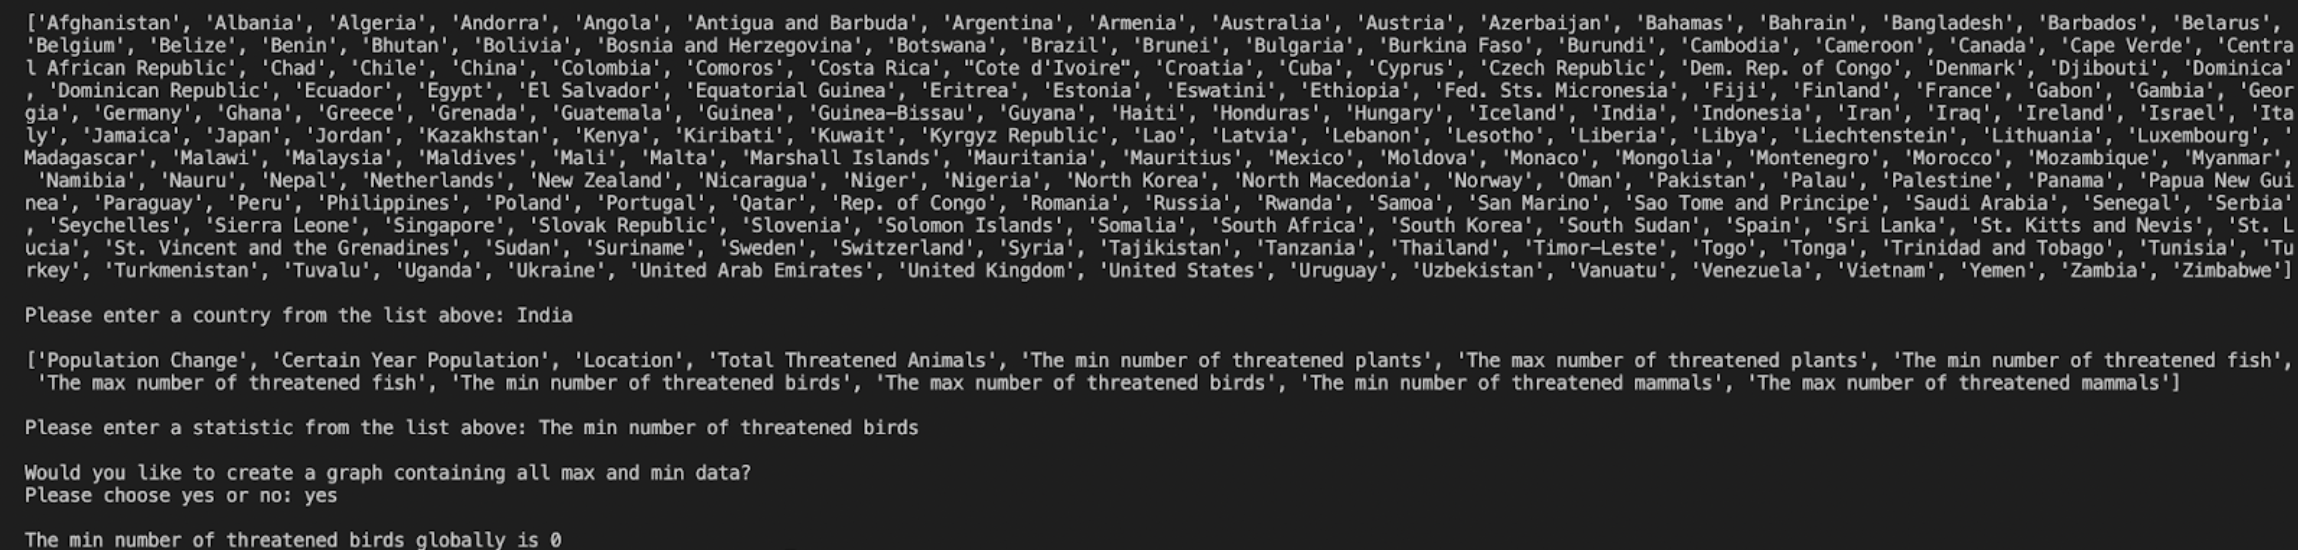 ['Afghanistan', 'Albania', 'Algeria', 'Andorra', 'Angola', 'Antigua and Barbuda', 'Argentina', 'Armenia', 'Australia', 'Austria', 'Azerbaijan', 'Bahamas', 'Bahrain', 'Bangladesh', 'Barbados', 'Belarus',
'Belgium', 'Belize', 'Benin', 'Bhutan', 'Bolivia', 'Bosnia and Herzegovina', 'Botswana', 'Brazil', 'Brunei', 'Bulgaria', 'Burkina Faso', 'Burundi', 'Cambodia', 'Cameroon', 'Canada', 'Cape Verde', 'Centra
l African Republic', 'Chad', 'Chile', 'China', 'Colombia', 'Comoros', 'Costa Rica', "Cote d'Ivoire", 'Croatia', 'Cuba', 'Cyprus', 'Czech Republic', 'Dem. Rep. of Congo', 'Denmark', 'Djibouti', 'Dominica'
, 'Dominican Republic', 'Ecuador', 'Egypt', 'El Salvador', 'Equatorial Guinea', 'Eritrea', 'Estonia', 'Eswatini', 'Ethiopia', 'Fed. Sts. Micronesia', 'Fiji', 'Finland', 'France', 'Gabon', 'Gambia', 'Geor
gia', 'Germany', 'Ghana', 'Greece', 'Grenada', 'Guatemala', 'Guinea', 'Guinea-Bissau', 'Guyana', 'Haiti', 'Honduras', 'Hungary', 'Iceland', 'India', 'Indonesia', 'Iran', 'Iraq', 'Ireland', 'Israel', 'Ita
ly', 'Jamaica', 'Japan', 'Jordan', 'Kazakhstan', 'Kenya', 'Kiribati', 'Kuwait', 'Kyrgyz Republic', 'Lao', 'Latvia', 'Lebanon', 'Lesotho', 'Liberia', 'Libya', 'Liechtenstein', 'Lithuania', 'Luxembourg', '
Madagascar', 'Malawi', 'Malaysia', 'Maldives', 'Mali', 'Malta', 'Marshall Islands', 'Mauritania', 'Mauritius', 'Mexico', 'Moldova', 'Monaco', 'Mongolia', 'Montenegro', 'Morocco', 'Mozambique', 'Myanmar',
'Namibia', 'Nauru', 'Nepal', 'Netherlands', 'New Zealand', 'Nicaragua', 'Niger', 'Nigeria', 'North Korea', 'North Macedonia', 'Norway', 'Oman', 'Pakistan', 'Palau', 'Palestine', 'Panama', 'Papua New Gui
nea', 'Paraguay', 'Peru', 'Philippines', 'Poland', 'Portugal', 'Qatar', 'Rep. of Congo', 'Romania', 'Russia', 'Rwanda', 'Samoa', 'San Marino', 'Sao Tome and Principe', 'Saudi Arabia', 'Senegal', 'Serbia'
, 'Seychelles', 'Sierra Leone', 'Singapore', 'Slovak Republic', 'Slovenia', 'Solomon Islands', 'Somalia', 'South Africa', 'South Korea', 'South Sudan', 'Spain', 'Sri Lanka', 'St. Kitts and Nevis', 'St. L
ucia', 'St. Vincent and the Grenadines', 'Sudan', 'Suriname', 'Sweden', 'Switzerland', 'Syria', 'Tajikistan', 'Tanzania', 'Thailand', 'Timor-Leste', 'Togo', 'Tonga', 'Trinidad and Tobago', 'Tunisia', 'Tu
rkey', 'Turkmenistan', 'Tuvalu', 'Uganda', 'Ukraine', 'United Arab Emirates', 'United Kingdom', 'United States', 'Uruguay', 'Uzbekistan', 'Vanuatu', 'Venezuela', 'Vietnam', 'Yemen', 'Zambia', 'Zimbabwe']
Please enter a country from the list above: India
['Population Change', 'Certain Year Population', 'Location', 'Total Threatened Animals', 'The min number of threatened plants', 'The max number of threatened plants', 'The min number of threatened fish',
'The max number of threatened fish', 'The min number of threatened birds', 'The max number of threatened birds', 'The min number of threatened mammals', 'The max number of threatened mammals']
Please enter a statistic from the list above: The min number of threatened birds
Would you like to create a graph containing all max and min data?
Please choose yes or no: yes
The min number of threatened birds globally is 0